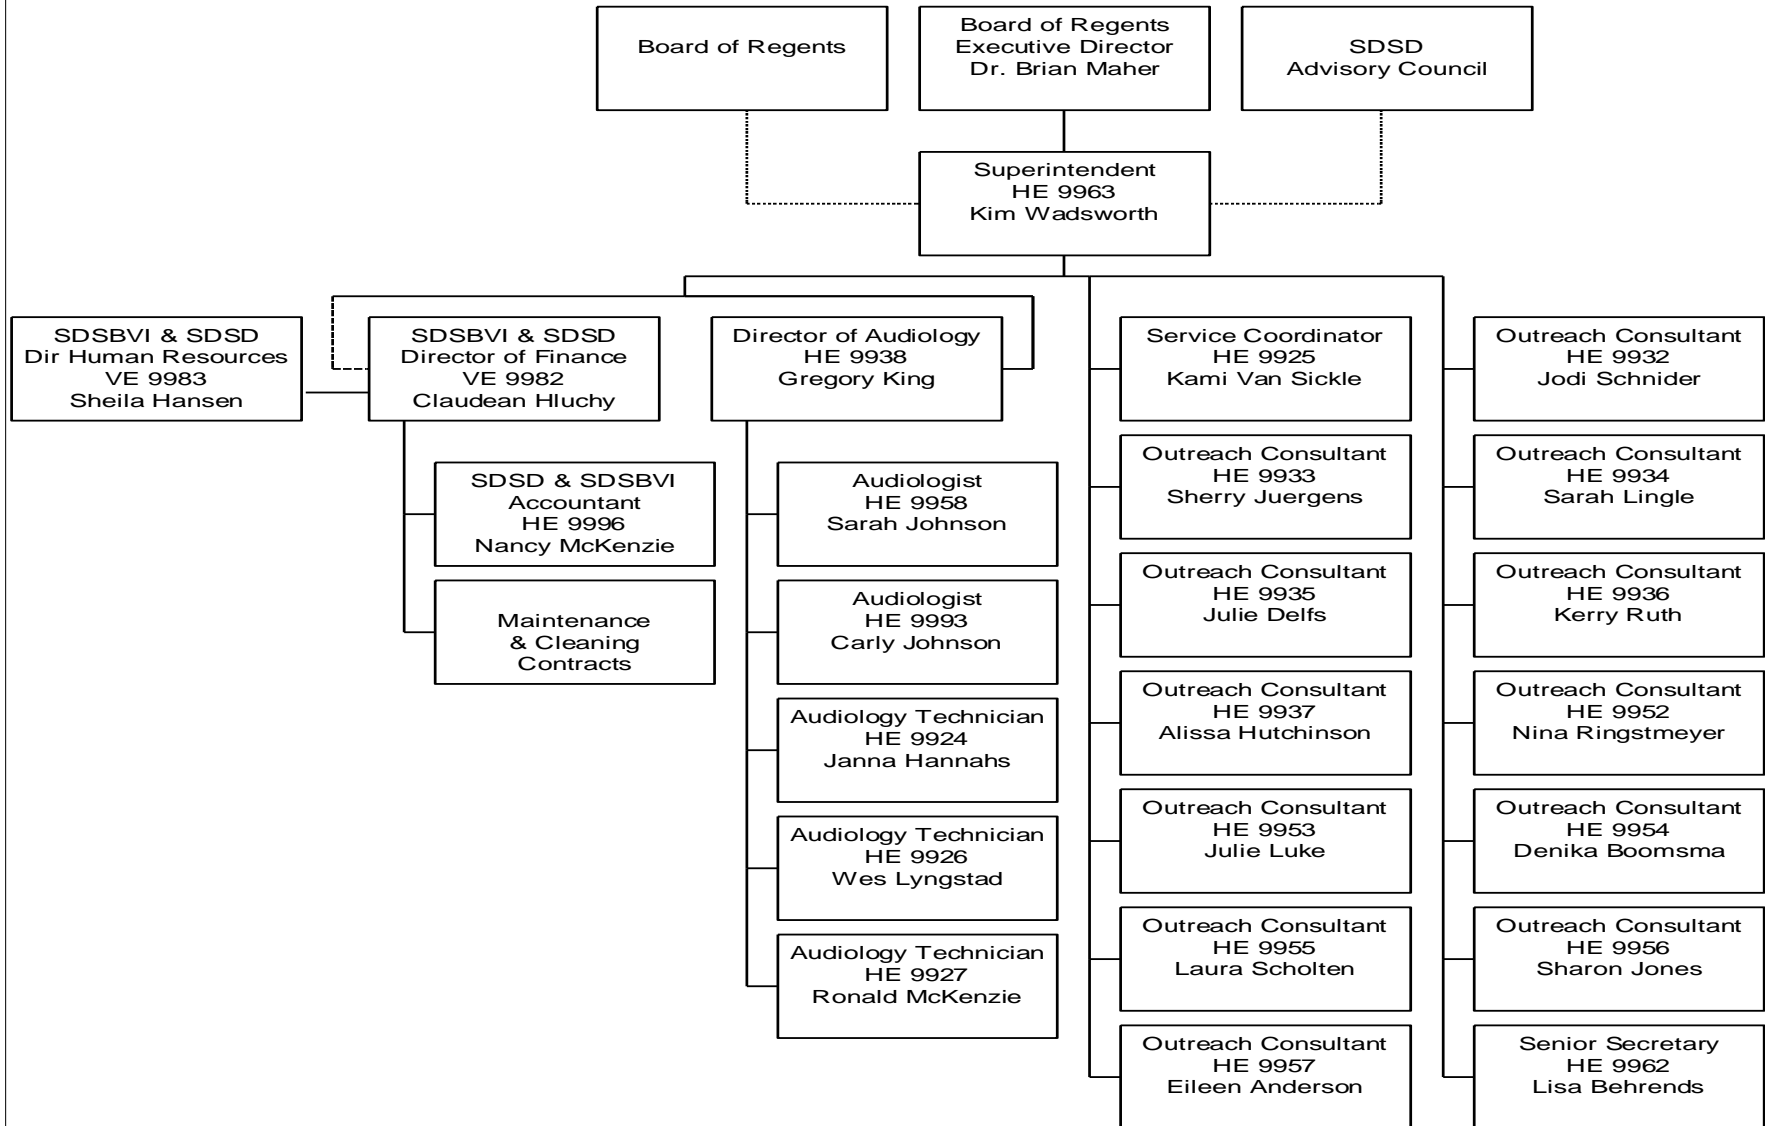 Board of Regents
Board of Regents
Executive Director
Dr. Brian Maher
SDSD
Advisory Council
Superintendent
HE 9963
Kim Wadsworth
SDSBVI & SDSD
Dir Human Resources
VE 9983
Sheila Hansen
SDSBVI & SDSD
Director of Finance
VE 9982
Claudean Hluchy
SDSD & SDSBVI
Accountant
HE 9996
Nancy McKenzie
Maintenance
& Cleaning
Contracts
Director of Audiology
HE 9938
Gregory King
Audiologist
HE 9958
Sarah Johnson
Audiologist
HE 9993
Carly Johnson
Audiology Technician
HE 9924
Janna Hannahs
Audiology Technician
HE 9926
Wes Lyngstad
Audiology Technician
HE 9927
Ronald McKenzie
Service Coordinator
HE 9925
Kami Van Sickle
Outreach Consultant
HE 9933
Sherry Juergens
Outreach Consultant
HE 9935
Julie Delfs
Outreach Consultant
HE 9937
Alissa Hutchinson
Outreach Consultant
HE 9953
Julie Luke
Outreach Consultant
HE 9955
Laura Scholten
Outreach Consultant
HE 9957
Eileen Anderson
Outreach Consultant
HE 9932
Jodi Schnider
Outreach Consultant
HE 9934
Sarah Lingle
Outreach Consultant
HE 9936
Kerry Ruth
Outreach Consultant
HE 9952
Nina Ringstmeyer
Outreach Consultant
HE 9954
Denika Boomsma
Outreach Consultant
HE 9956
Sharon Jones
Senior Secretary
HE 9962
Lisa Behrends